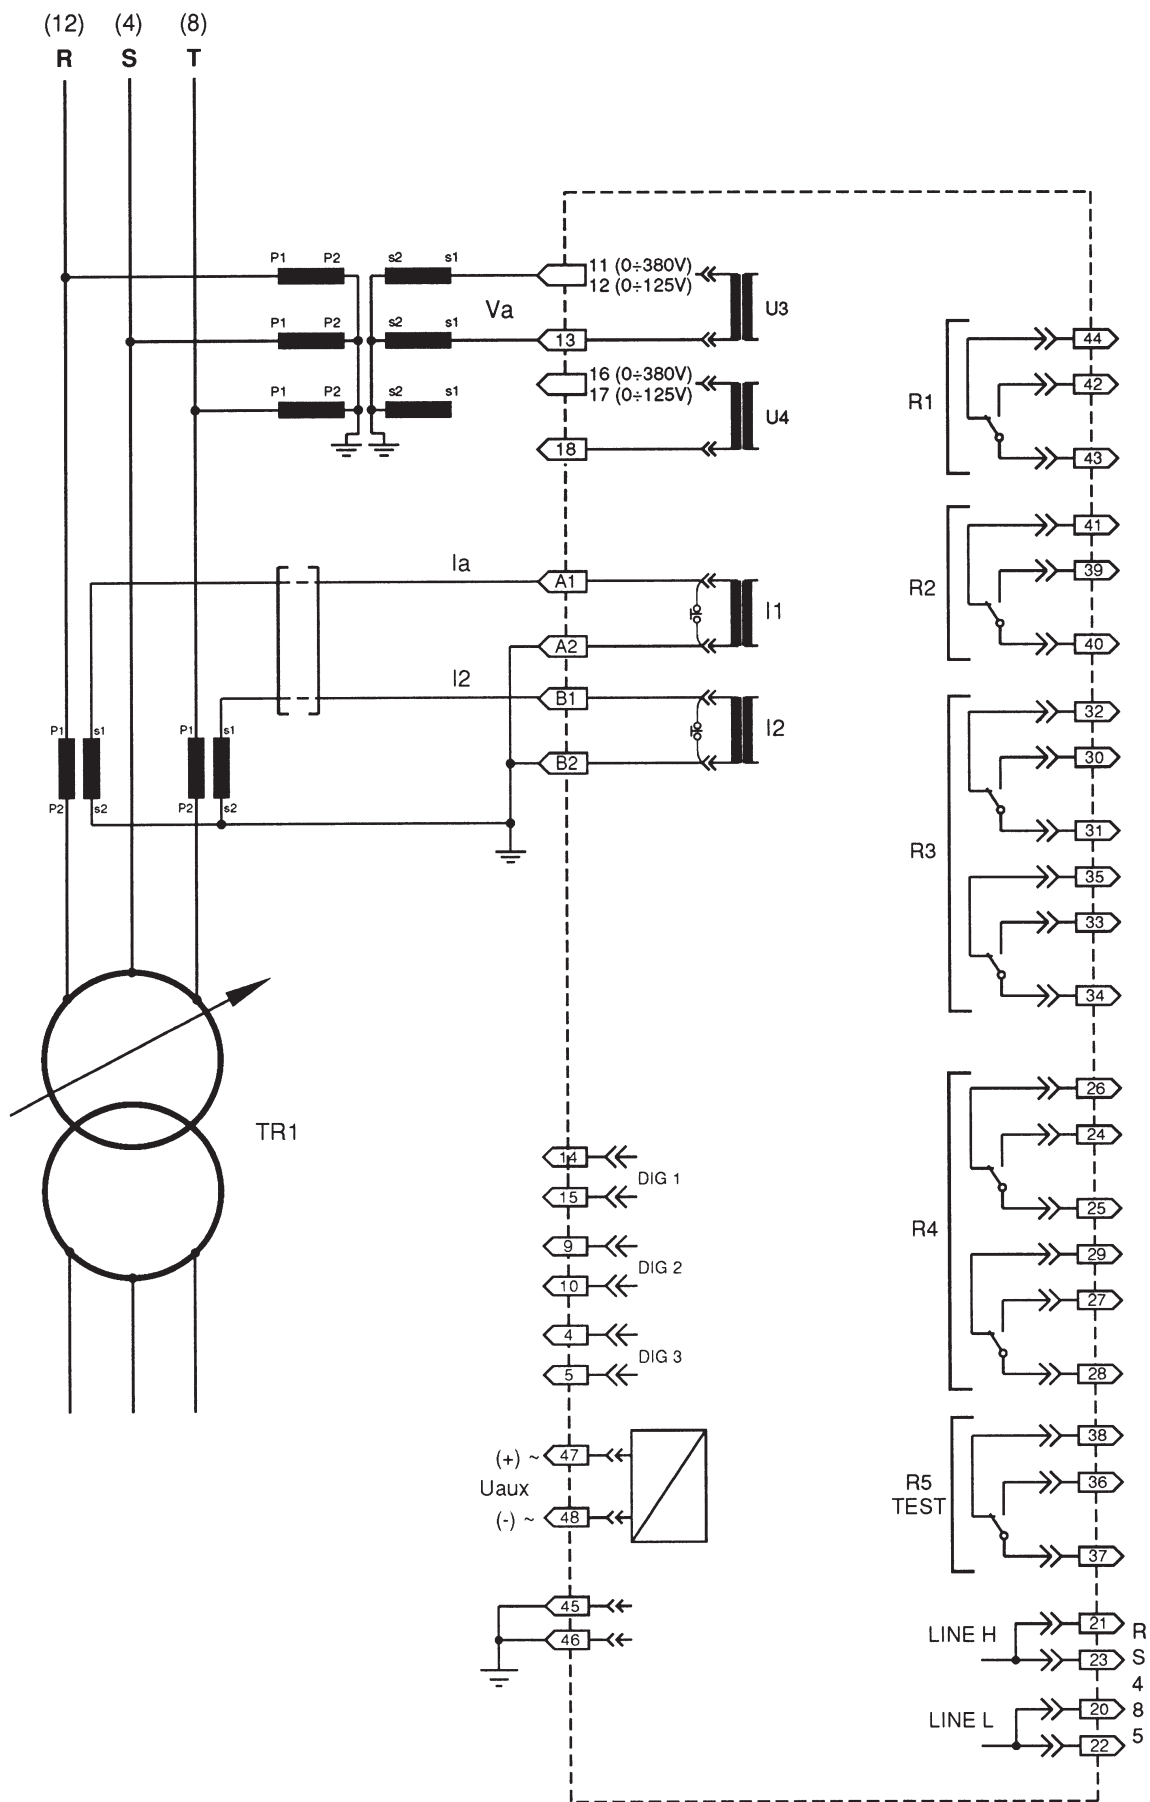 (12) (4) (8)
R S T
P1 P2 s2 s1
11 (0÷380V)
12 (0÷125V)
U3
Va
P1 P2 s2 s1
13
16 (0÷380V)
17 (0÷125V)
U4
P1 P2 s2 s1
18
Ia
A1
I1
A2
I2
B1
I2
B2
P1 s1 P1 s1
P2 s2 P2 s2
TR1
14
DIG 1
15
9
DIG 2
10
4
DIG 3
5
(+) ~ 47
Uaux
(-) ~ 48
45
46
R1
44
42
43
R2
41
39
40
R3
32
30
31
35
33
34
R4
26
24
25
29
27
28
R5
TEST
38
36
37
LINE H
21
23
LINE L
20
22
RS485